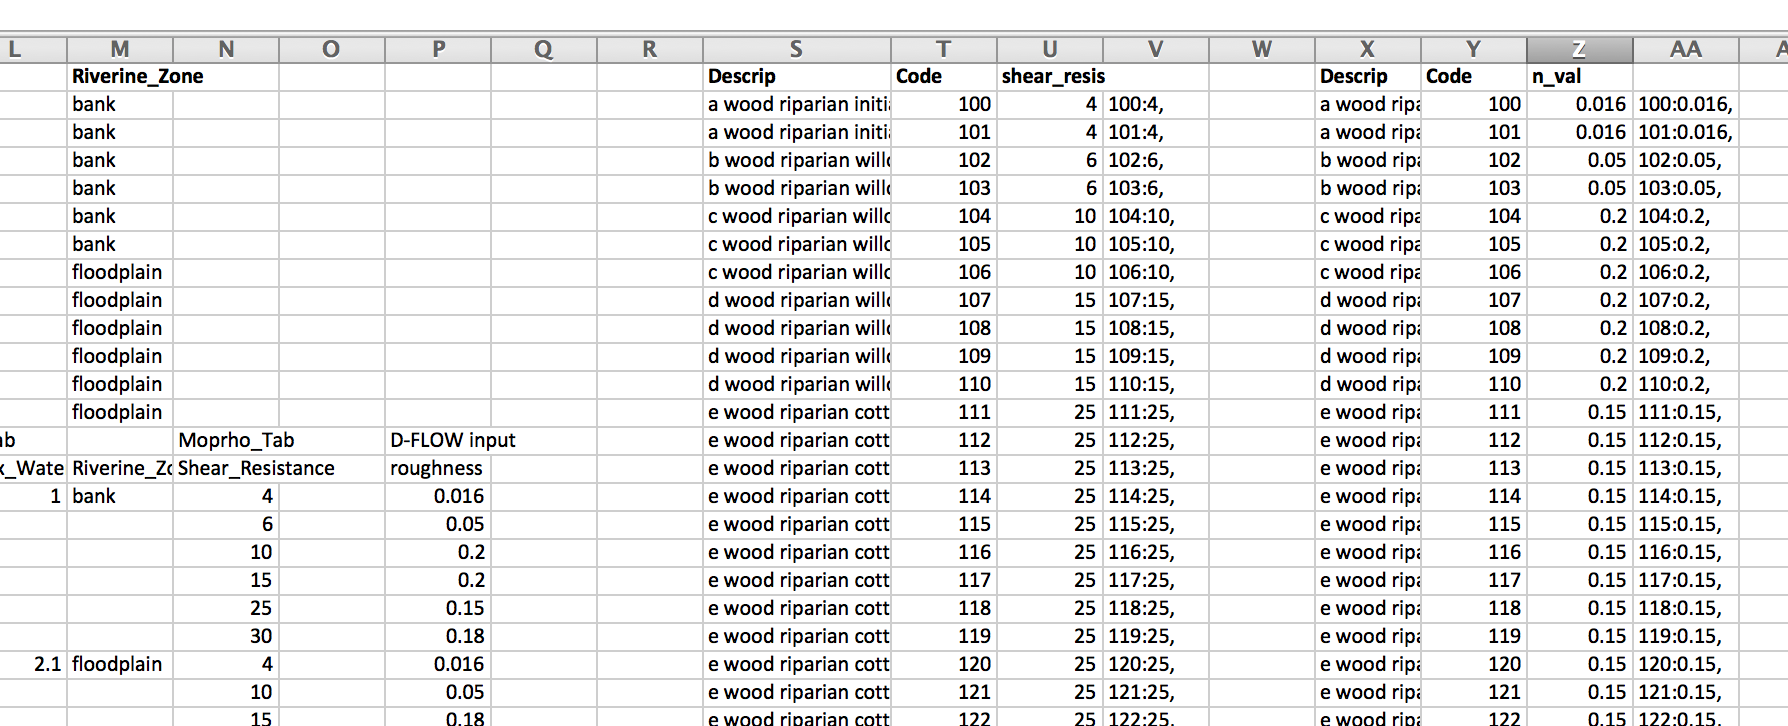 L M N O P Q R S T U V W X Y Z AA
Riverine_Zone Descrip Code shear_resis Descrip Code n_val
bank a wood riparian initi 100 4 100:4, a wood ripa 100 0.016 100:0.016,
bank a wood riparian initi 101 4 101:4, a wood ripa 101 0.016 101:0.016,
bank b wood riparian willo 102 6 102:6, b wood ripa 102 0.05 102:0.05,
bank b wood riparian willo 103 6 103:6, b wood ripa 103 0.05 103:0.05,
bank c wood riparian willo 104 10 104:10, c wood ripa 104 0.2 104:0.2,
bank c wood riparian willo 105 10 105:10, c wood ripa 105 0.2 105:0.2,
floodplain c wood riparian willo 106 10 106:10, c wood ripa 106 0.2 106:0.2,
floodplain d wood riparian willo 107 15 107:15, d wood ripa 107 0.2 107:0.2,
floodplain d wood riparian willo 108 15 108:15, d wood ripa 108 0.2 108:0.2,
floodplain d wood riparian willo 109 15 109:15, d wood ripa 109 0.2 109:0.2,
floodplain d wood riparian willo 110 15 110:15, d wood ripa 110 0.2 110:0.2,
floodplain e wood riparian cott 111 25 111:25, e wood ripa 111 0.15 111:0.15,
ab Moprho_Tab D-FLOW input e wood riparian cott 112 25 112:25, e wood ripa 112 0.15 112:0.15,
x_Wate Riverine_Zo Shear_Resistance roughness e wood riparian cott 113 25 113:25, e wood ripa 113 0.15 113:0.15,
1 bank 4 0.016 e wood riparian cott 114 25 114:25, e wood ripa 114 0.15 114:0.15,
6 0.05 e wood riparian cott 115 25 115:25, e wood ripa 115 0.15 115:0.15,
10 0.2 e wood riparian cott 116 25 116:25, e wood ripa 116 0.15 116:0.15,
15 0.2 e wood riparian cott 117 25 117:25, e wood ripa 117 0.15 117:0.15,
25 0.15 e wood riparian cott 118 25 118:25, e wood ripa 118 0.15 118:0.15,
30 0.18 e wood riparian cott 119 25 119:25, e wood ripa 119 0.15 119:0.15,
2.1 floodplain 4 0.016 e wood riparian cott 120 25 120:25, e wood ripa 120 0.15 120:0.15,
10 0.05 e wood riparian cott 121 25 121:25, e wood ripa 121 0.15 121:0.15,
15 0.18 e wood riparian cott 122 25 122:25, e wood ripa 122 0.15 122:0.15,